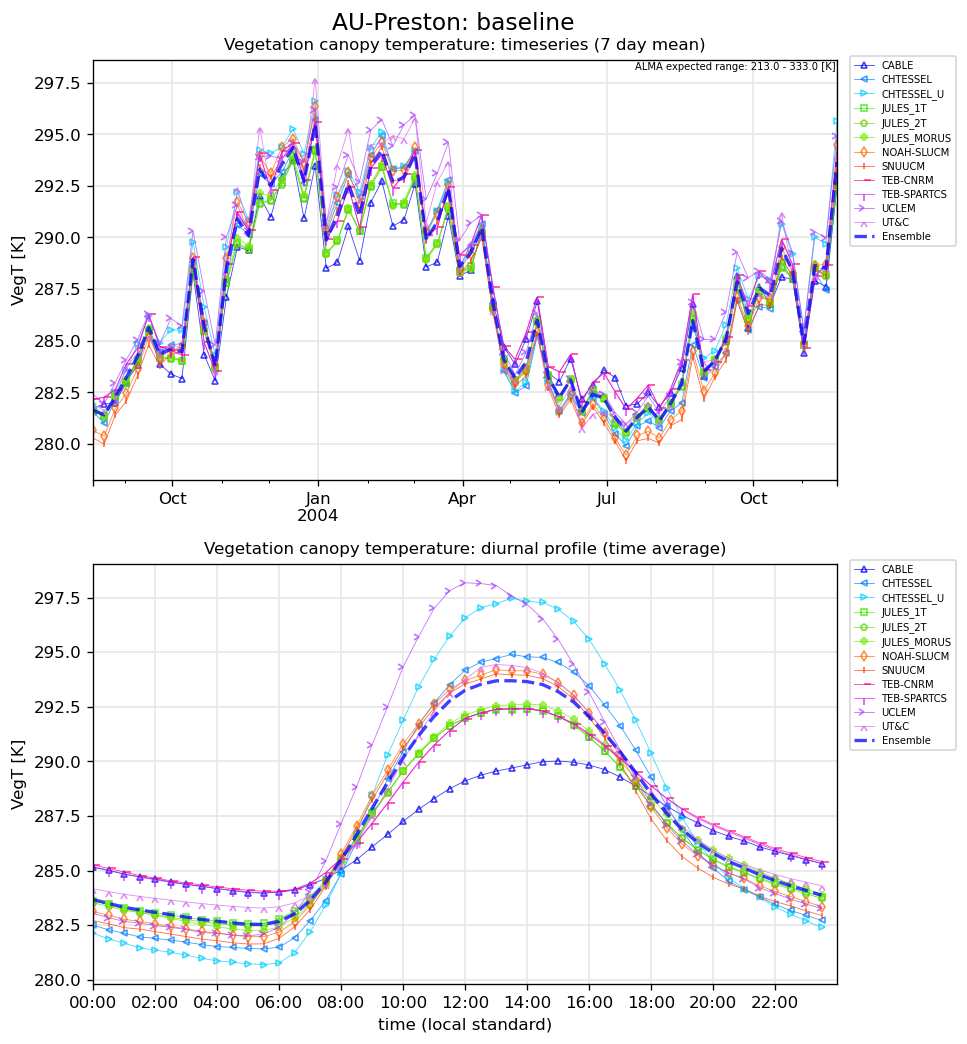 AU-Preston: baseline
Vegetation canopy temperature: timeseries (7 day mean)
ALMA expected range: 213.0 - 333.0 [K]
VegT [K]
297.5
295.0
292.5
290.0
287.5
285.0
282.5
280.0
Oct
Jan
2004
Apr
Jul
Oct
CABLE
CHTESSEL
CHTESSEL_U
JULES_1T
JULES_2T
JULES_MORUS
NOAH-SLUCM
SNUUCM
TEB-CNRM
TEB-SPARTCS
UCLEM
UT&C
Ensemble
Vegetation canopy temperature: diurnal profile (time average)
VegT [K]
297.5
295.0
292.5
290.0
287.5
285.0
282.5
280.0
00:00
02:00
04:00
06:00
08:00
10:00
12:00
14:00
16:00
18:00
20:00
22:00
time (local standard)
CABLE
CHTESSEL
CHTESSEL_U
JULES_1T
JULES_2T
JULES_MORUS
NOAH-SLUCM
SNUUCM
TEB-CNRM
TEB-SPARTCS
UCLEM
UT&C
Ensemble